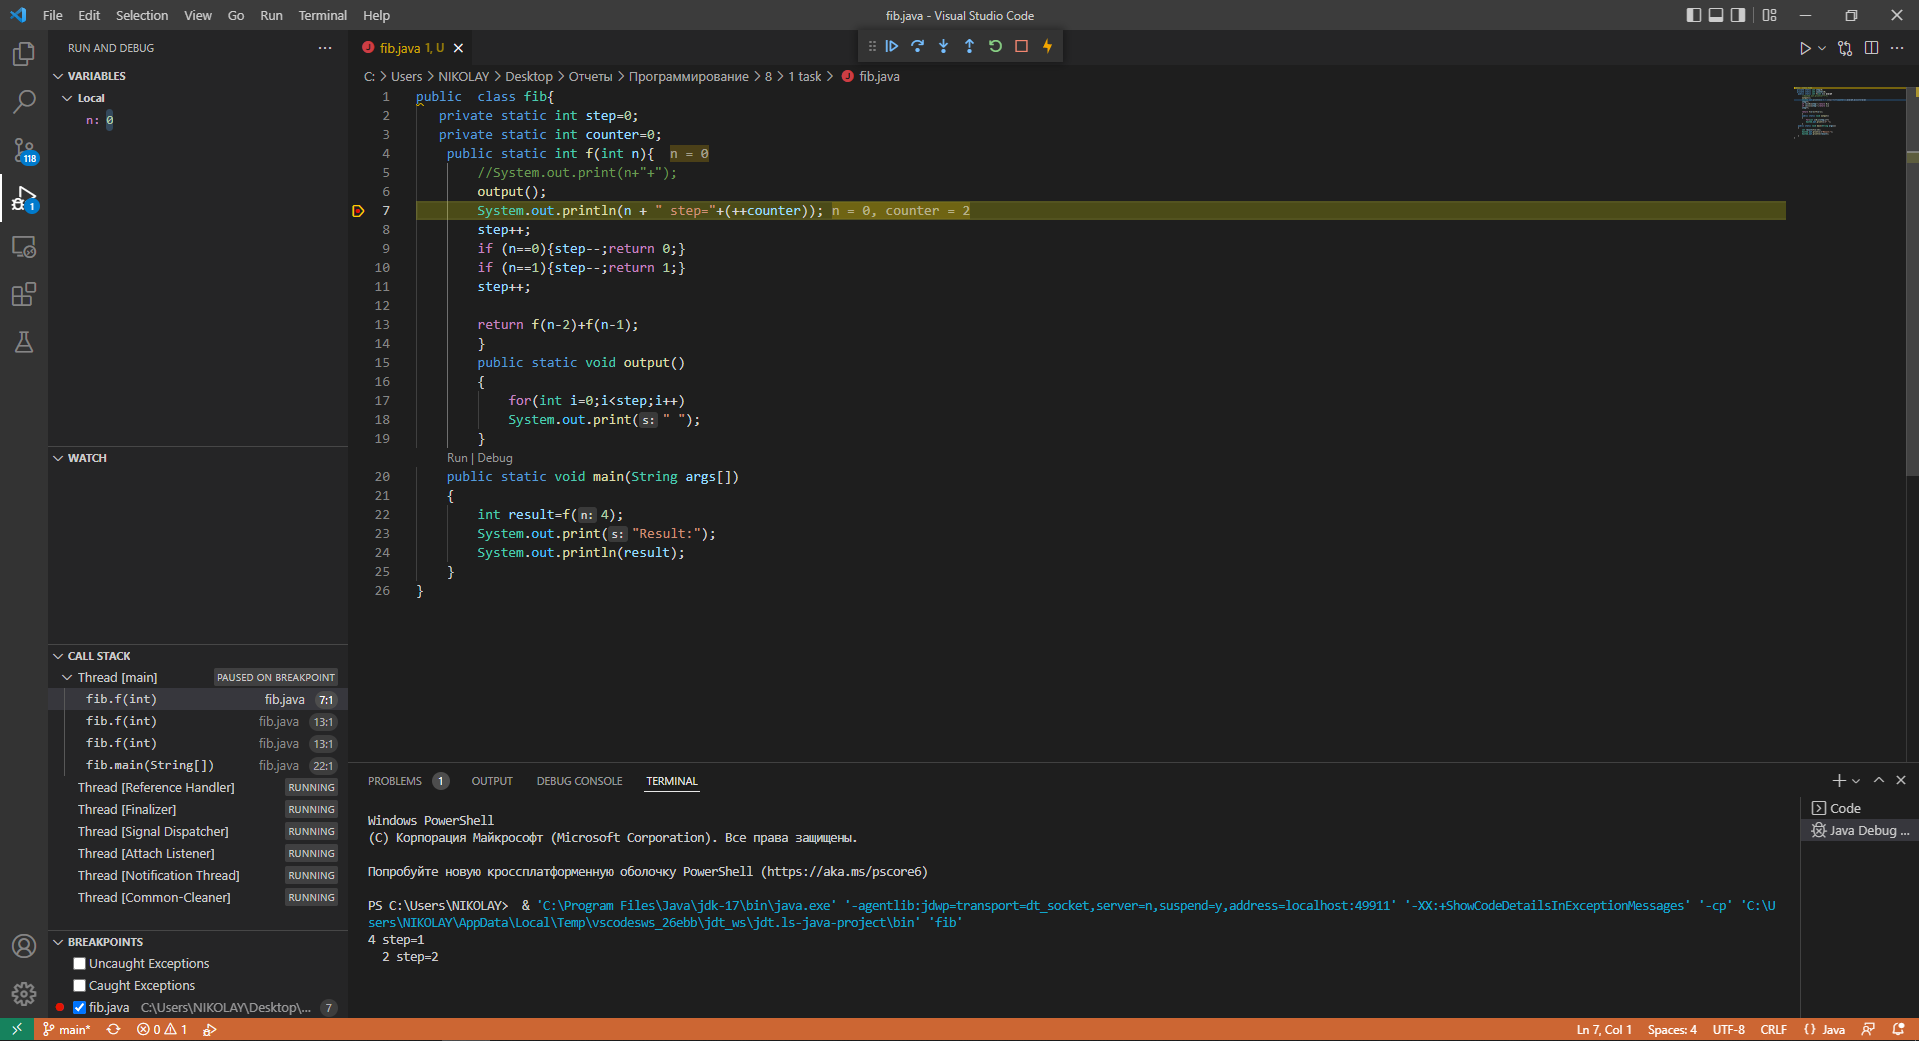 File Edit Selection View Go Run Terminal Help
fib.java - Visual Studio Code
RUN AND DEBUG
VARIABLES
Local
n: 0
WATCH
CALL STACK
Thread [main] PAUSED ON BREAKPOINT
fib.f(int) fib.java 7:1
fib.f(int) fib.java 13:1
fib.f(int) fib.java 13:1
fib.main(String[]) fib.java 22:1
Thread [Reference Handler] RUNNING
Thread [Finalizer] RUNNING
Thread [Signal Dispatcher] RUNNING
Thread [Attach Listener] RUNNING
Thread [Notification Thread] RUNNING
Thread [Common-Cleaner] RUNNING
BREAKPOINTS
Uncaught Exceptions
Caught Exceptions
fib.java C:\Users\NIKOLAY\Desktop\... 7
118
1
fib.java 1, U
C: > Users > NIKOLAY > Desktop > Отчеты > Программирование > 8 > 1 task > fib.java
1 public  class fib{
2 private static int step=0;
3 private static int counter=0;
4 public static int f(int n){ n = 0
5 //System.out.print(n+"+");
6 output();
7 System.out.println(n + " step="+(++counter)); n = 0, counter = 2
8 step++;
9 if (n==0){step--;return 0;}
10 if (n==1){step--;return 1;}
11 step++;
12
13 return f(n-2)+f(n-1);
14 }
15 public static void output()
16 {
17 for(int i=0;i<step;i++)
18 System.out.print(s: " ");
19 }
Run | Debug
20 public static void main(String args[])
21 {
22 int result=f(n: 4);
23 System.out.print(s: "Result:");
24 System.out.println(result);
25 }
26 }
PROBLEMS 1 OUTPUT DEBUG CONSOLE TERMINAL
Windows PowerShell
(C) Корпорация Майкрософт (Microsoft Corporation). Все права защищены.
Попробуйте новую кроссплатформенную оболочку PowerShell (https://aka.ms/pscore6)
PS C:\Users\NIKOLAY>  & 'C:\Program Files\Java\jdk-17\bin\java.exe' '-agentlib:jdwp=transport=dt_socket,server=n,suspend=y,address=localhost:49911' '-XX:+ShowCodeDetailsInExceptionMessages' '-cp' 'C:\U
sers\NIKOLAY\AppData\Local\Temp\vscodesws_26ebb\jdt_ws\jdt.ls-java-project\bin' 'fib'
4 step=1
2 step=2
Code
Java Debug ...
main* 0 1
Ln 7, Col 1 Spaces: 4 UTF-8 CRLF {} Java